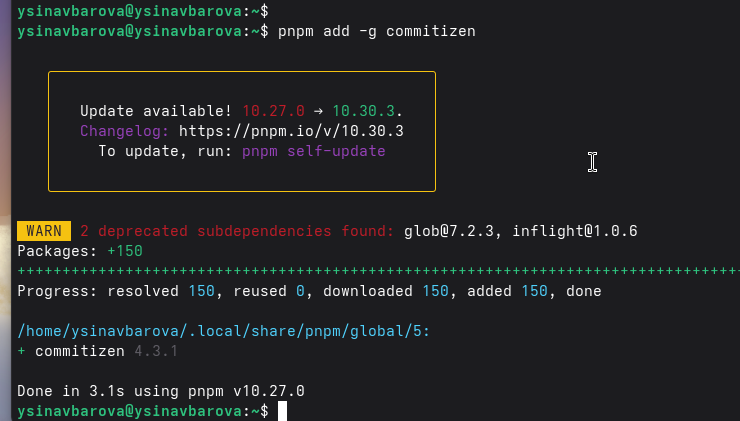 ysinavbarova@ysinavbarova:~$
ysinavbarova@ysinavbarova:~$ pnpm add -g commitizen
Update available! 10.27.0 → 10.30.3.
Changelog: https://pnpm.io/v/10.30.3
To update, run: pnpm self-update
WARN 2 deprecated subdependencies found: glob@7.2.3, inflight@1.0.6
Packages: +150
++++++++++++++++++++++++++++++++++++++++++++++++++++++++++++++++++++++++++++++++
Progress: resolved 150, reused 0, downloaded 150, added 150, done
/home/ysinavbarova/.local/share/pnpm/global/5:
+ commitizen 4.3.1
Done in 3.1s using pnpm v10.27.0
ysinavbarova@ysinavbarova:~$